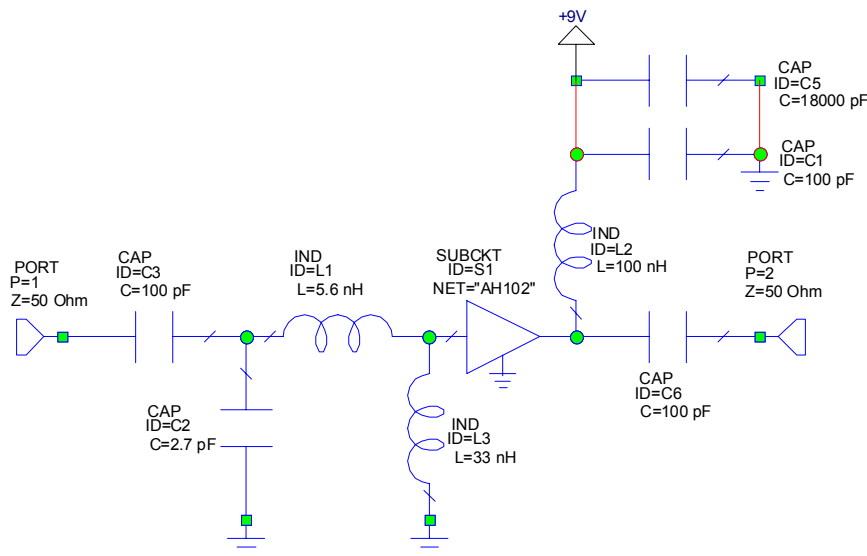 +9V
CAP
ID=C5
C=18000 pF
CAP
ID=C1
C=100 pF
IND
ID=L2
L=100 nH
PORT
P=1
Z=50 Ohm
CAP
ID=C3
C=100 pF
IND
ID=L1
L=5.6 nH
SUBCKT
ID=S1
NET="AH102"
PORT
P=2
Z=50 Ohm
CAP
ID=C6
C=100 pF
CAP
ID=C2
C=2.7 pF
IND
ID=L3
L=33 nH